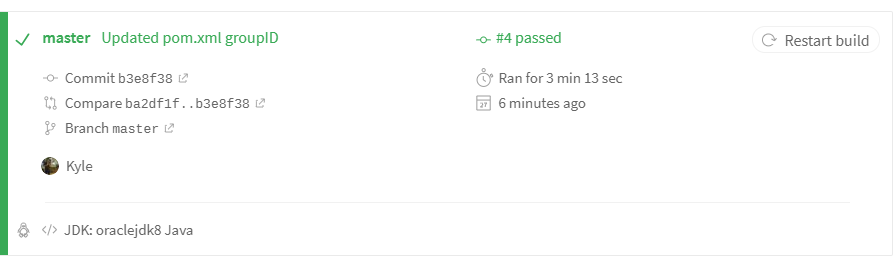 master Updated pom.xml groupID
#4 passed
Restart build
Commit b3e8f38
Ran for 3 min 13 sec
Compare ba2df1f..b3e8f38
27
6 minutes ago
Branch master
Kyle
</> JDK: oraclejdk8 Java